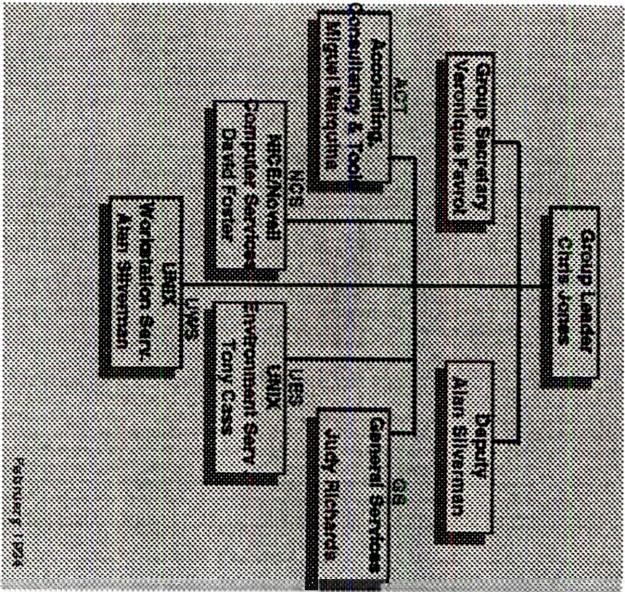 Group Leader
Chris Jones
Group Secretary
Veronique Favrot
Deputy
Alan Silverman
ACT
Accounting,
Consultancy & Tools
Miguel Marquina
GS
General Services
Judy Richards
NCS
NICE/Novell
Computer Services
David Foster
UES
UNIX
Environment Serv
Tony Cass
UWS
UNIX
Workstation Serv.
Alan Silverman
February 1994